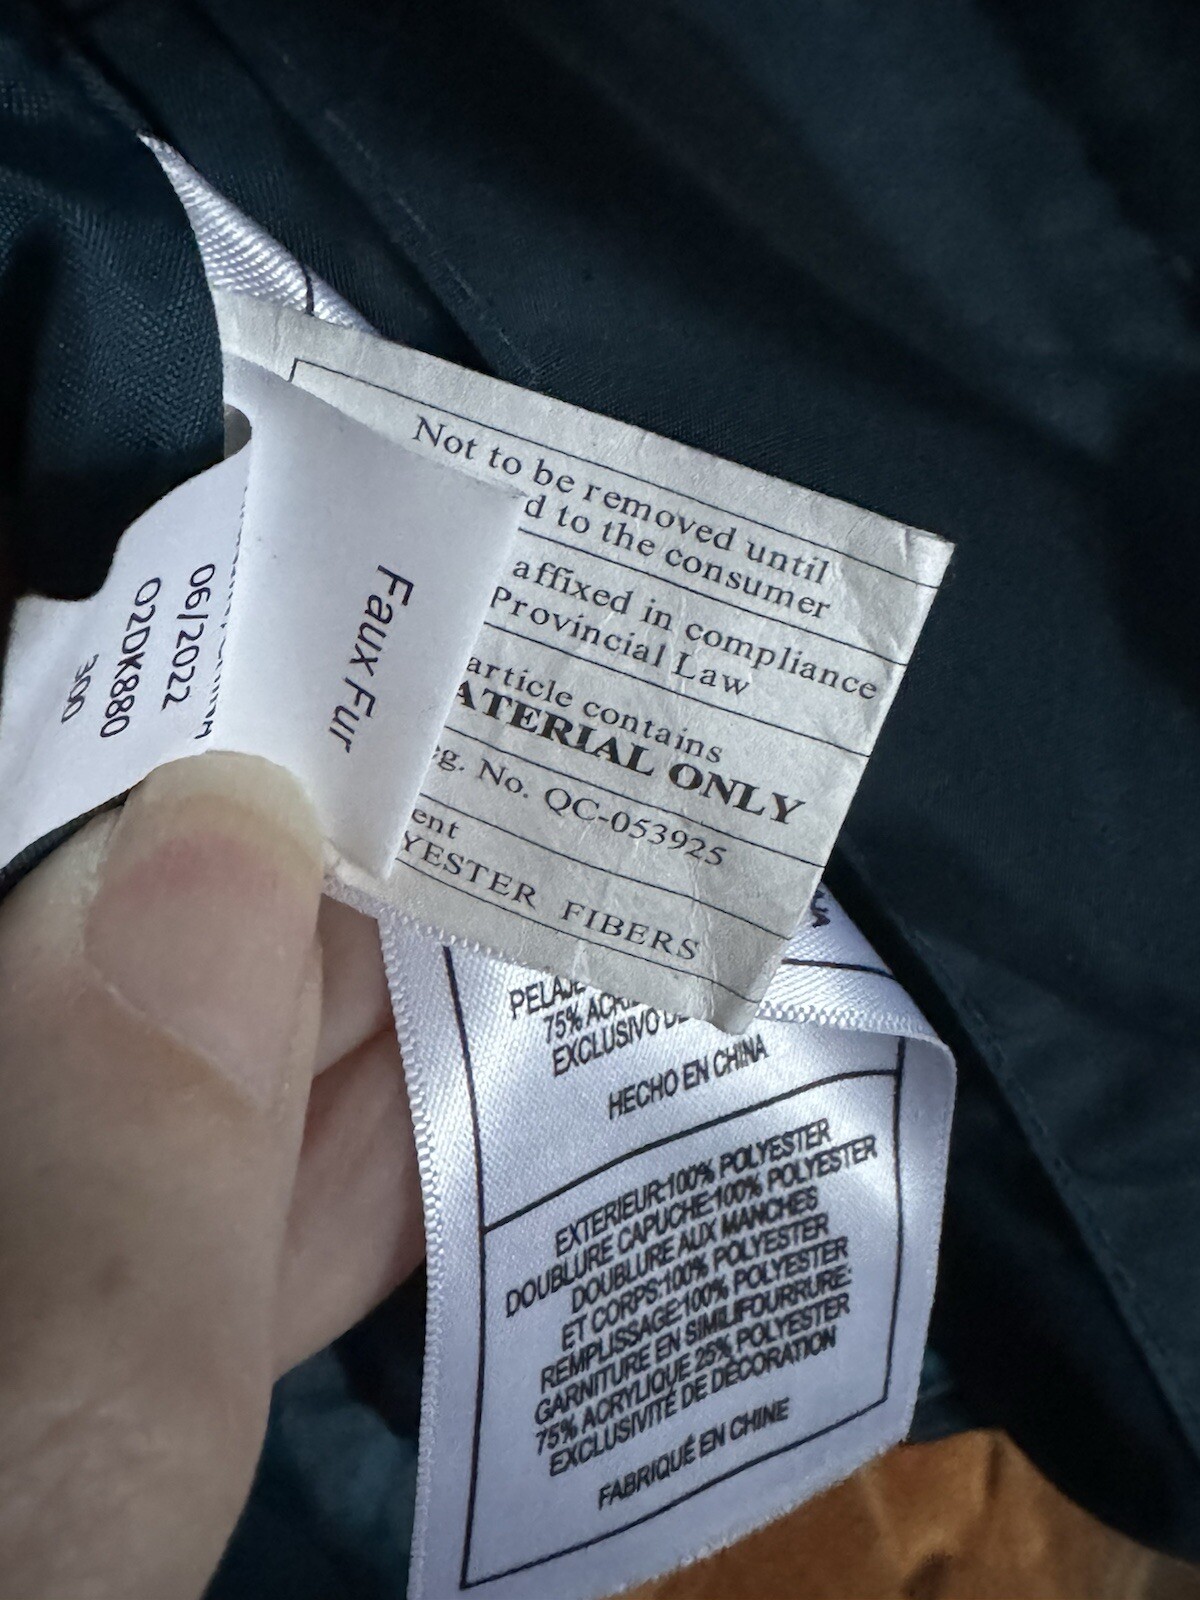 Not to be removed until
d to the consumer
affixed in compliance
Provincial Law
article contains
ATERIAL ONLY
eg. No. QC-053925
ent
YESTER FIBERS
Faux Fur
06/2022
02DK880
300
PELAJE
75% ACRI
EXCLUSIVO DE
HECHO EN CHINA
EXTERIEUR:100% POLYESTER
DOUBLURE CAPUCHE:100% POLYESTER
DOUBLURE AUX MANCHES
ET CORPS:100% POLYESTER
REMPLISSAGE:100% POLYESTER
GARNITURE EN SIMILIFOURRURE:
75% ACRYLIQUE 25% POLYESTER
EXCLUSIVITÉ DE DÉCORATION
FABRIQUÉ EN CHINE